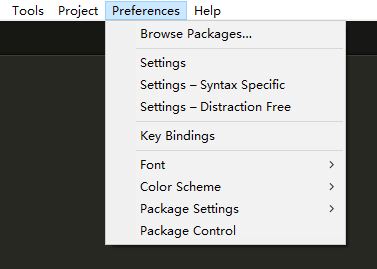 Tools Project Preferences Help
Browse Packages...
Settings
Settings – Syntax Specific
Settings – Distraction Free
Key Bindings
Font
Color Scheme
Package Settings
Package Control